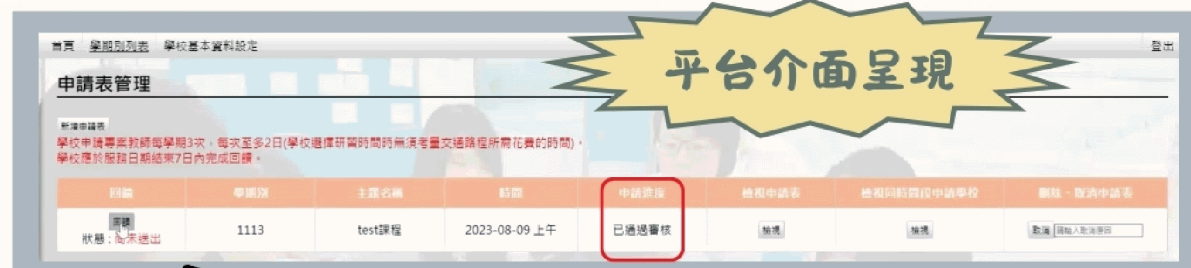 平台介面呈現
首頁 學期別列表 學校基本資料設定 登出
申請表管理
新增申請表
學校申請專案教師每學期3次，每次至多2日(學校選擇研習時間時無須考量交通路程所需花費的時間)，
學校應於服務日期結束7日內完成回饋。
回饋 學期別 主題名稱 時間 申請進度 檢視申請表 檢視同時間段申請學校 刪除、取消申請表
回饋
狀態：尚未送出 1113 test課程 2023-08-09 上午 已通過審核 檢視 檢視 取消 請輸入取消原因